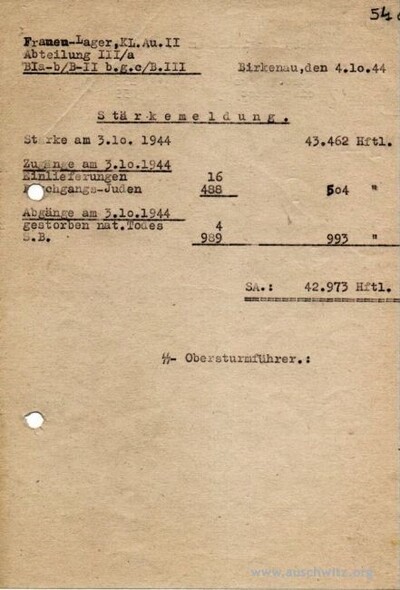 54
Frauen-Lager,KL.Au.II
Abteilung III/a
BIa-b/B-II b.g.c/B.III Birkenau,den 4.10.44
Stärkemeldung.
Stärke am 3.10. 1944 43.462 Hftl.
Zugänge am 3.10.1944
Einlieferungen 16
chgangs-Juden 488 504 "
Abgänge am 3.10.1944
gestorben nat.Todes 4
S.B. 989 993 "
SA.: 42.973 Hftl.
SS- Obersturmführer.:
www.auschwitz.org